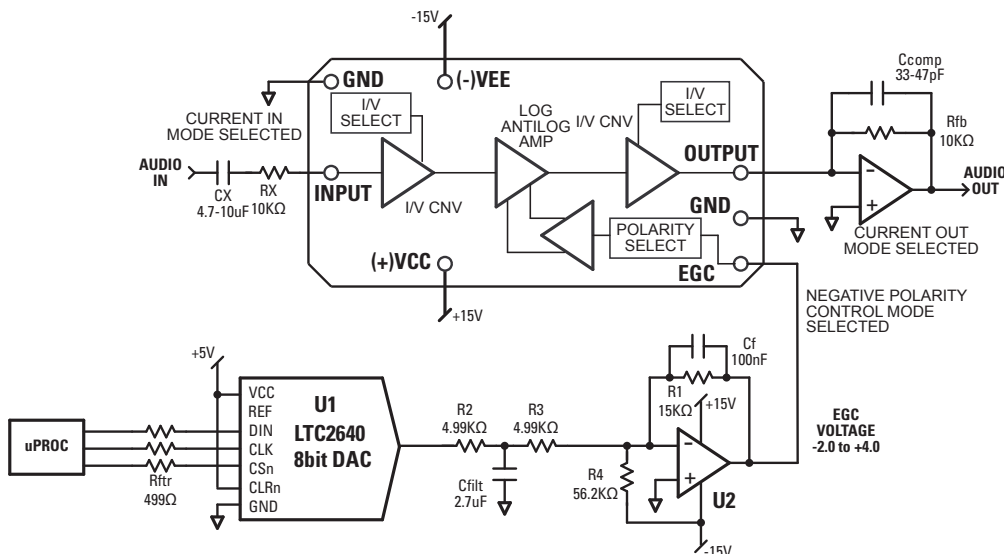 -15V
GND
(-)VEE
I/V
SELECT
LOG
ANTILOG
AMP
I/V CNV
I/V
SELECT
Ccomp
33-47pF
Rfb
10KΩ
CURRENT IN
MODE SELECTED
AUDIO
IN
CX
4.7-10uF
RX
10KΩ
INPUT
I/V CNV
OUTPUT
-
+
AUDIO
OUT
CURRENT OUT
MODE SELECTED
GND
POLARITY
SELECT
EGC
(+)VCC
+15V
NEGATIVE POLARITY
CONTROL MODE
SELECTED
+5V
uPROC
Rftr
499Ω
VCC
REF
DIN
CLK
CSn
CLRn
GND
U1
LTC2640
8bit DAC
R2
4.99KΩ
R3
4.99KΩ
Cfilt
2.7uF
R4
56.2KΩ
Cf
100nF
R1
15KΩ
+15V
-
+
U2
-15V
EGC
VOLTAGE
-2.0 to +4.0